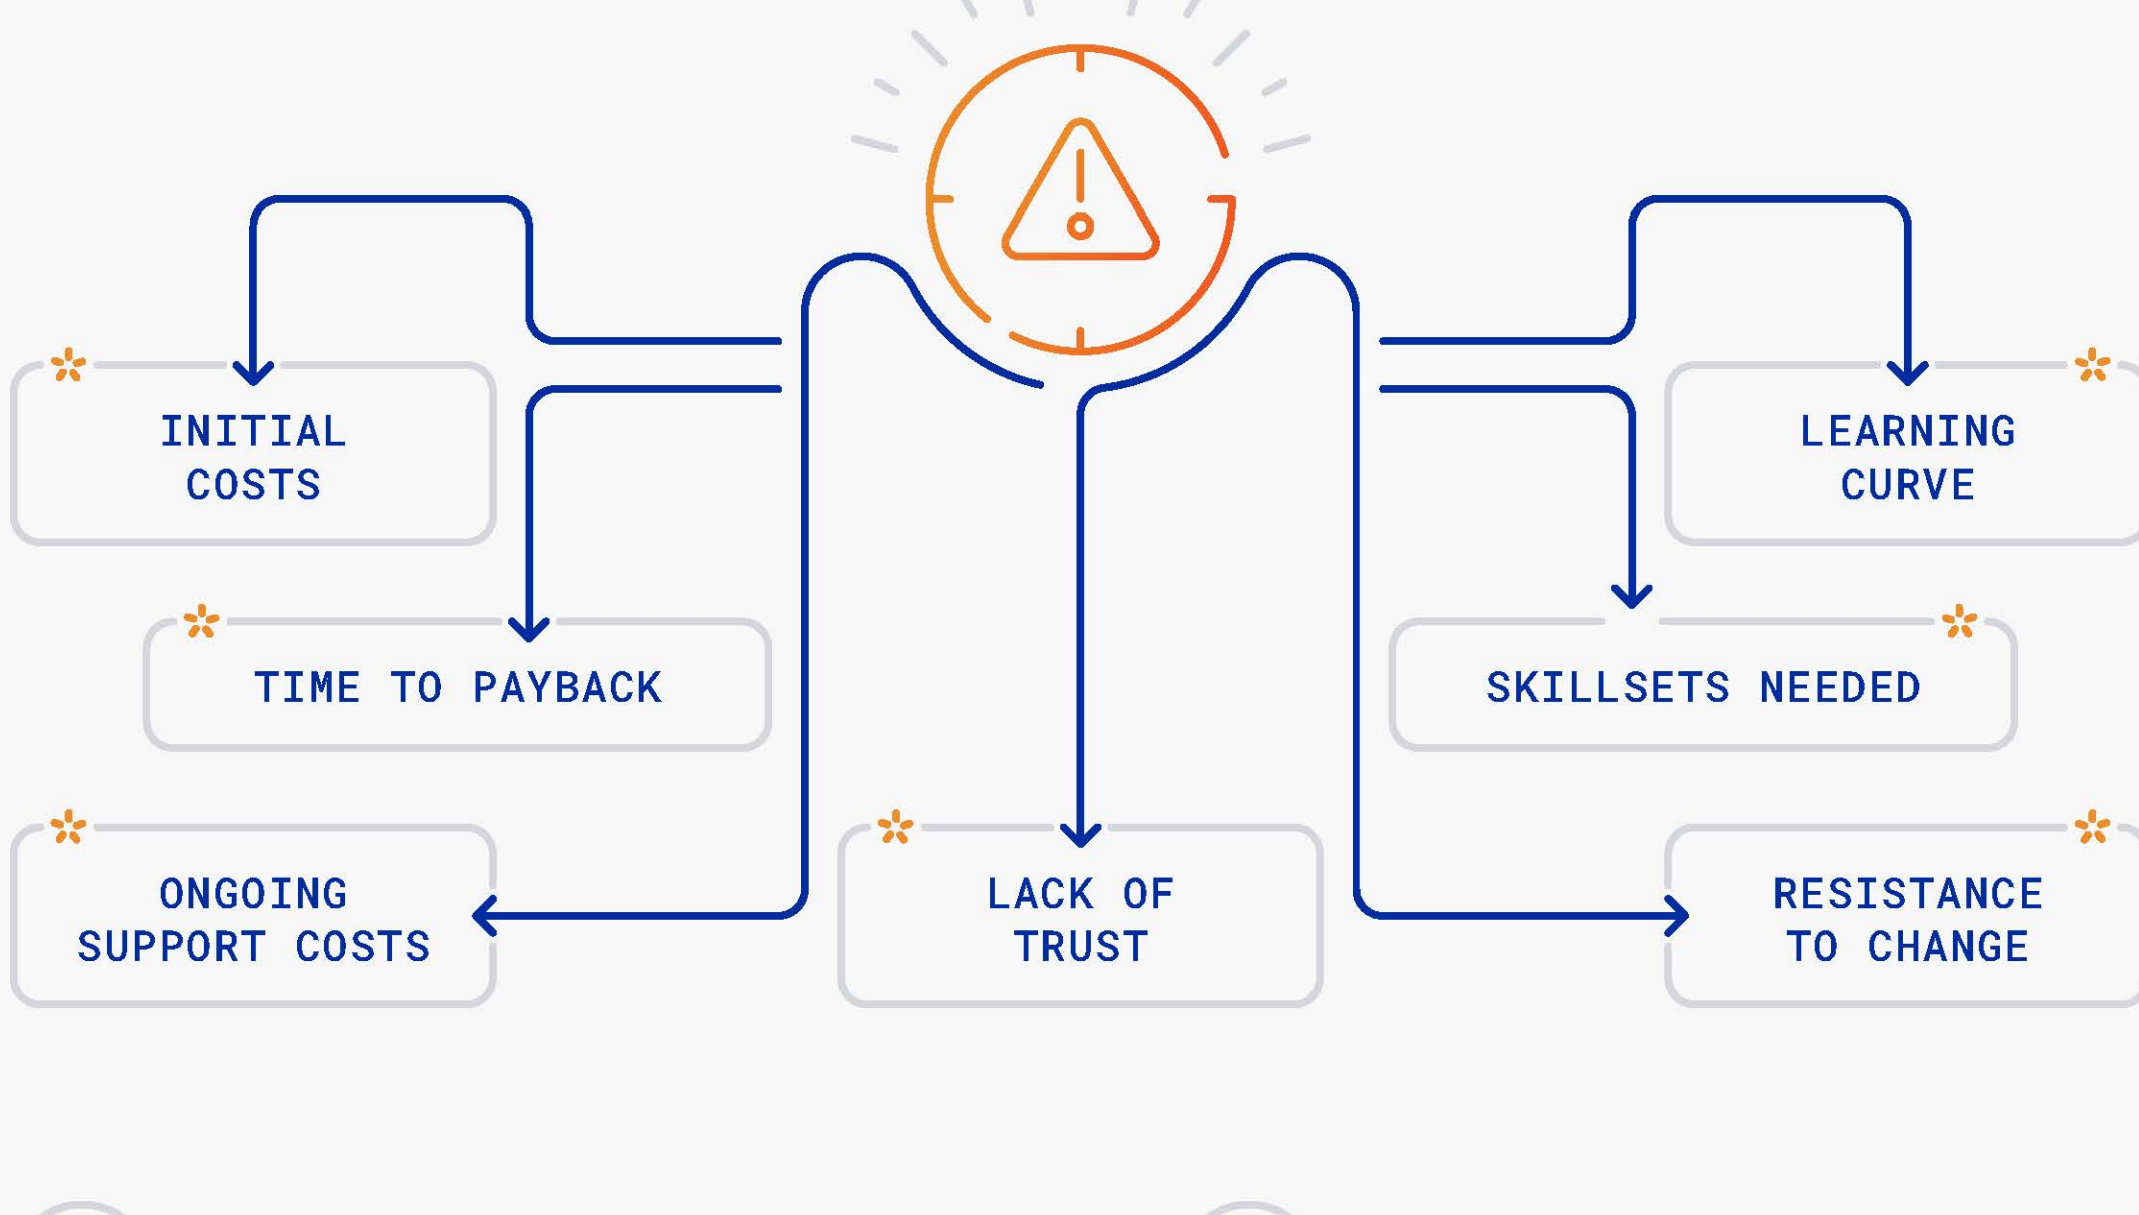 INITIAL
COSTS
LEARNING
CURVE
TIME TO PAYBACK
SKILLSETS NEEDED
ONGOING
SUPPORT COSTS
LACK OF
TRUST
RESISTANCE
TO CHANGE